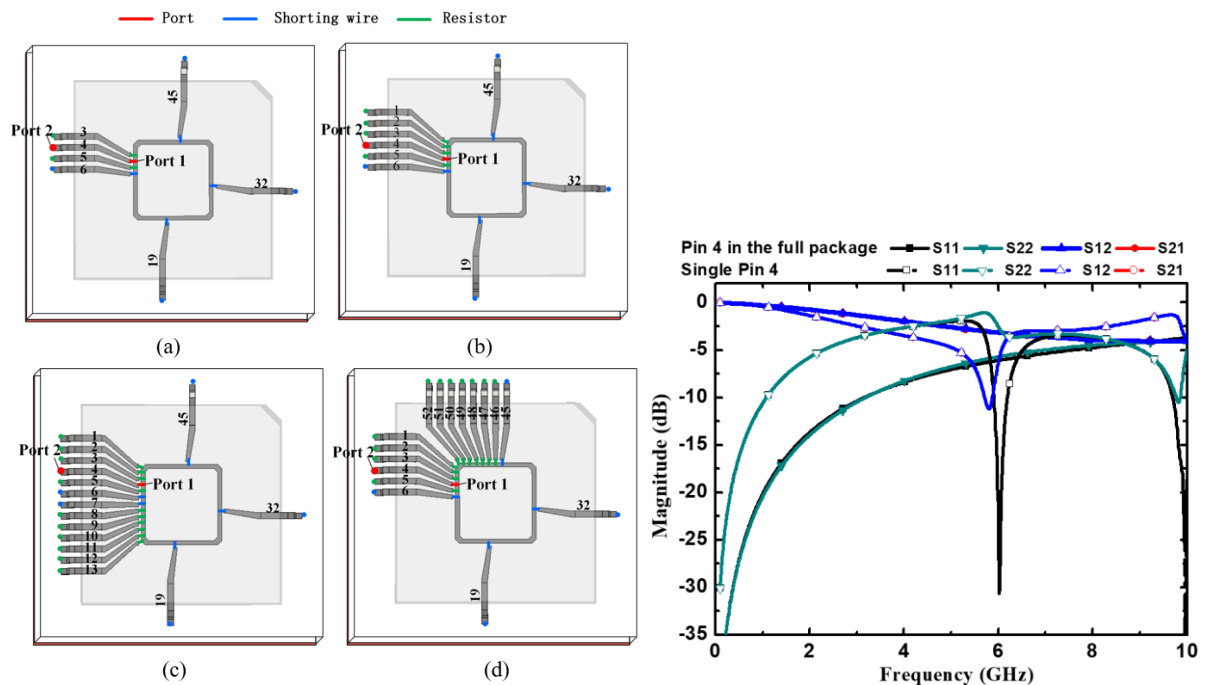 Port Shorting wire Resistor
45
3
Port 2
4
Port 1
5
6
32
19
(a)
45
1
2
Port 2
3
4
Port 1
5
6
32
19
(b)
45
1
2
Port 2
3
4
Port 1
5
6
7
8
9
10
11
12
13
32
19
(c)
52 51 50 49 48 47 46 45
1
2
Port 2
3
4
Port 1
5
6
32
19
(d)
Pin 4 in the full package S11 S22 S12 S21
Single Pin 4 S11 S22 S12 S21
0
-5
-10
-15
-20
-25
-30
-35
Magnitude (dB)
0 2 4 6 8 10
Frequency (GHz)